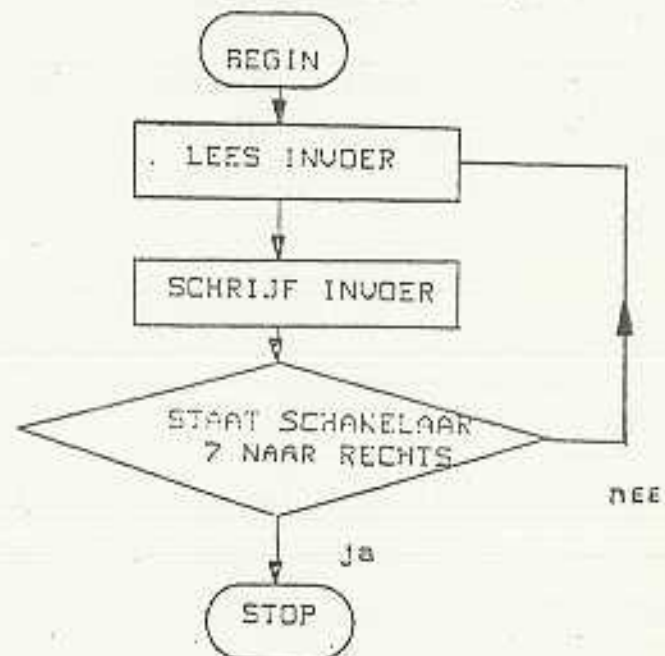 BEGIN
LEES INVOER
SCHRIJF INVOER
STAAT SCHAKELAAR
7 NAAR RECHTS
nEE
ja
STOP